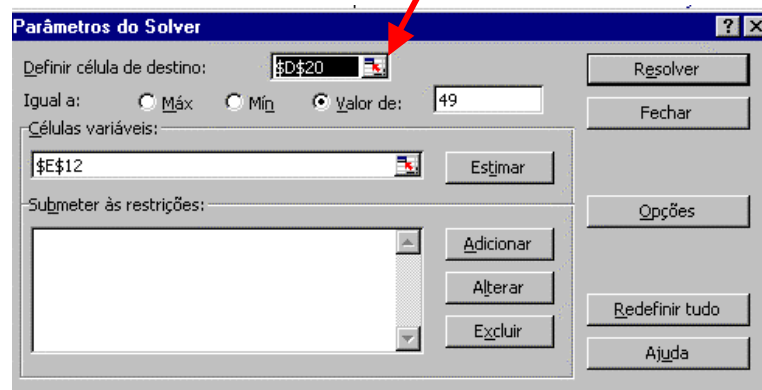 Parâmetros do Solver
Definir célula de destino: $D$20
Resolver
Igual a: Máx Mín Valor de: 49
Fechar
Células variáveis:
$E$12
Estimar
Submeter às restrições:
Opções
Adicionar
Alterar
Redefinir tudo
Excluir
Ajuda